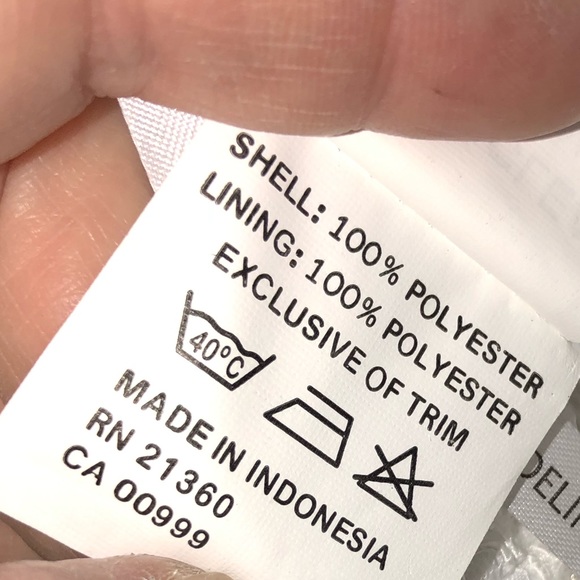 SHELL: 100% POLYESTER
LINING: 100% POLYESTER
EXCLUSIVE OF TRIM
40°C
MADE IN INDONESIA
RN 21360
CA 00999